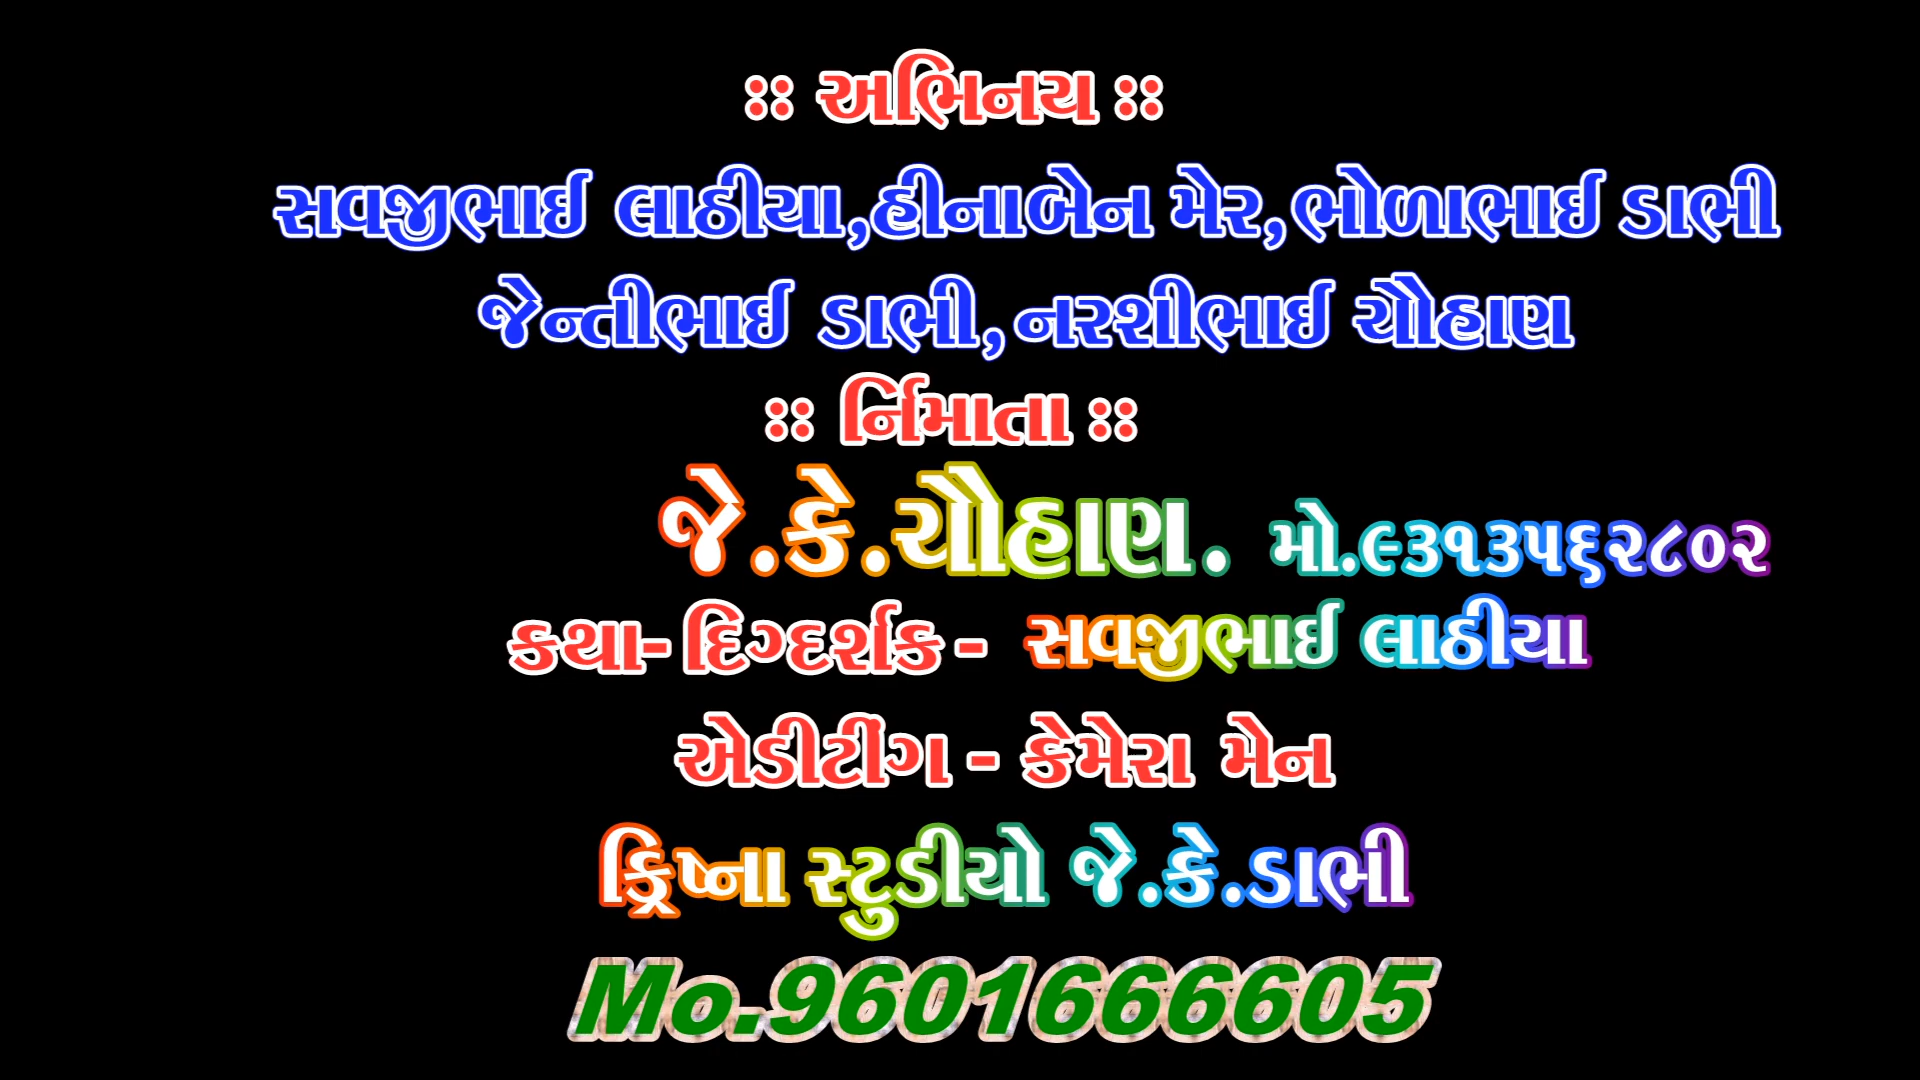 :: અભિનય ::
સવજીભાઈ લાઠીયા,હીનાબેન મેર,ભોળાભાઈ ડાભી
જેન્તીભાઈ ડાભી,નરશીભાઈ ચૌહાણ
:: ર્નિમાતા ::
જે.કે.ચૌહાણ. મો.૯૩૧૩૫૬૨૮૦૨
કથા-દિગ્દર્શક - સવજીભાઈ લાઠીયા
એડીટીંગ - કેમેરા મેન
ક્રિષ્ના સ્ટુડીયો જે.કે.ડાભી
Mo.9601666605